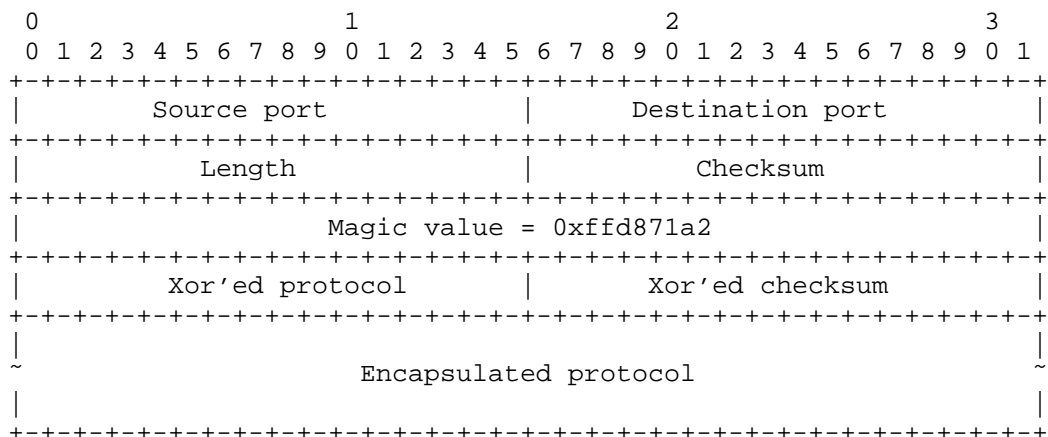 0                   1                   2                   3
 0 1 2 3 4 5 6 7 8 9 0 1 2 3 4 5 6 7 8 9 0 1 2 3 4 5 6 7 8 9 0 1
+-+-+-+-+-+-+-+-+-+-+-+-+-+-+-+-+-+-+-+-+-+-+-+-+-+-+-+-+-+-+-+-+
|        Source port            |      Destination port         |
+-+-+-+-+-+-+-+-+-+-+-+-+-+-+-+-+-+-+-+-+-+-+-+-+-+-+-+-+-+-+-+-+
|           Length              |          Checksum             |
+-+-+-+-+-+-+-+-+-+-+-+-+-+-+-+-+-+-+-+-+-+-+-+-+-+-+-+-+-+-+-+-+
|                   Magic value = 0xffd871a2                    |
+-+-+-+-+-+-+-+-+-+-+-+-+-+-+-+-+-+-+-+-+-+-+-+-+-+-+-+-+-+-+-+-+
|         Xor’ed protocol       |       Xor’ed checksum         |
+-+-+-+-+-+-+-+-+-+-+-+-+-+-+-+-+-+-+-+-+-+-+-+-+-+-+-+-+-+-+-+-+
|                                                               |
~                     Encapsulated protocol                     ~
|                                                               |
+-+-+-+-+-+-+-+-+-+-+-+-+-+-+-+-+-+-+-+-+-+-+-+-+-+-+-+-+-+-+-+-+